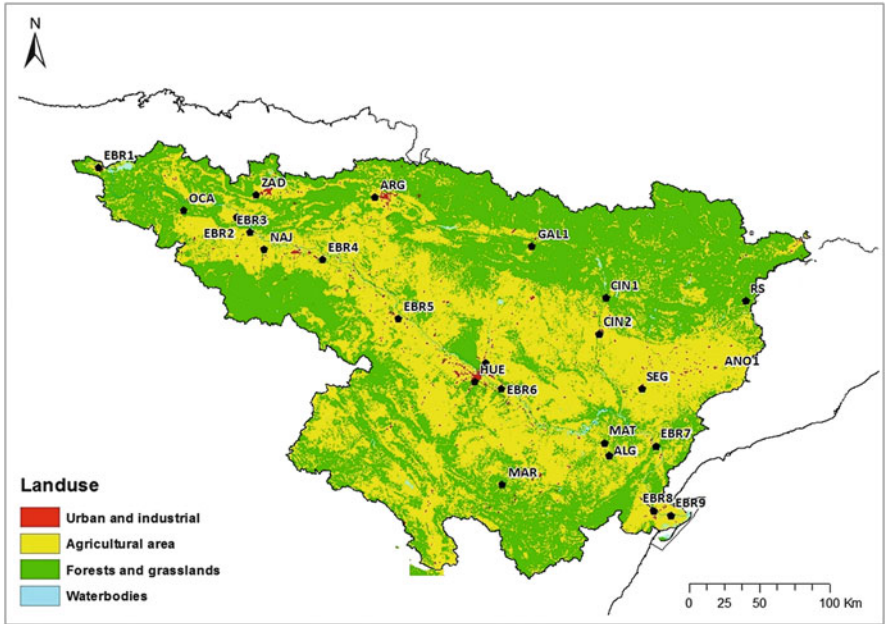 N
EBR1
ZAD
ARG
OCA
EBR3
EBR2
NAJ
EBR4
GAL1
CIN1
RS
EBR5
CIN2
ANO1
HUE
SEG
EBR6
MAT
EBR7
ALG
MAR
EBR8
EBR9
Landuse
Urban and industrial
Agricultural area
Forests and grasslands
Waterbodies
0 25 50 100 Km